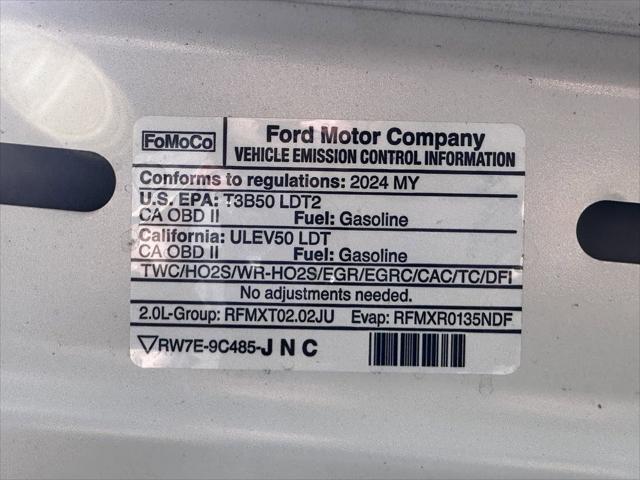 FoMoCo
Ford Motor Company
VEHICLE EMISSION CONTROL INFORMATION
Conforms to regulations: 2024 MY
U.S. EPA: T3B50 LDT2
CA OBD II Fuel: Gasoline
California: ULEV50 LDT
CA OBD II Fuel: Gasoline
TWC/HO2S/WR-HO2S/EGR/EGRC/CAC/TC/DFI
No adjustments needed.
2.0L-Group: RFMXT02.02JU Evap: RFMXR0135NDF
RW7E-9C485-J N C